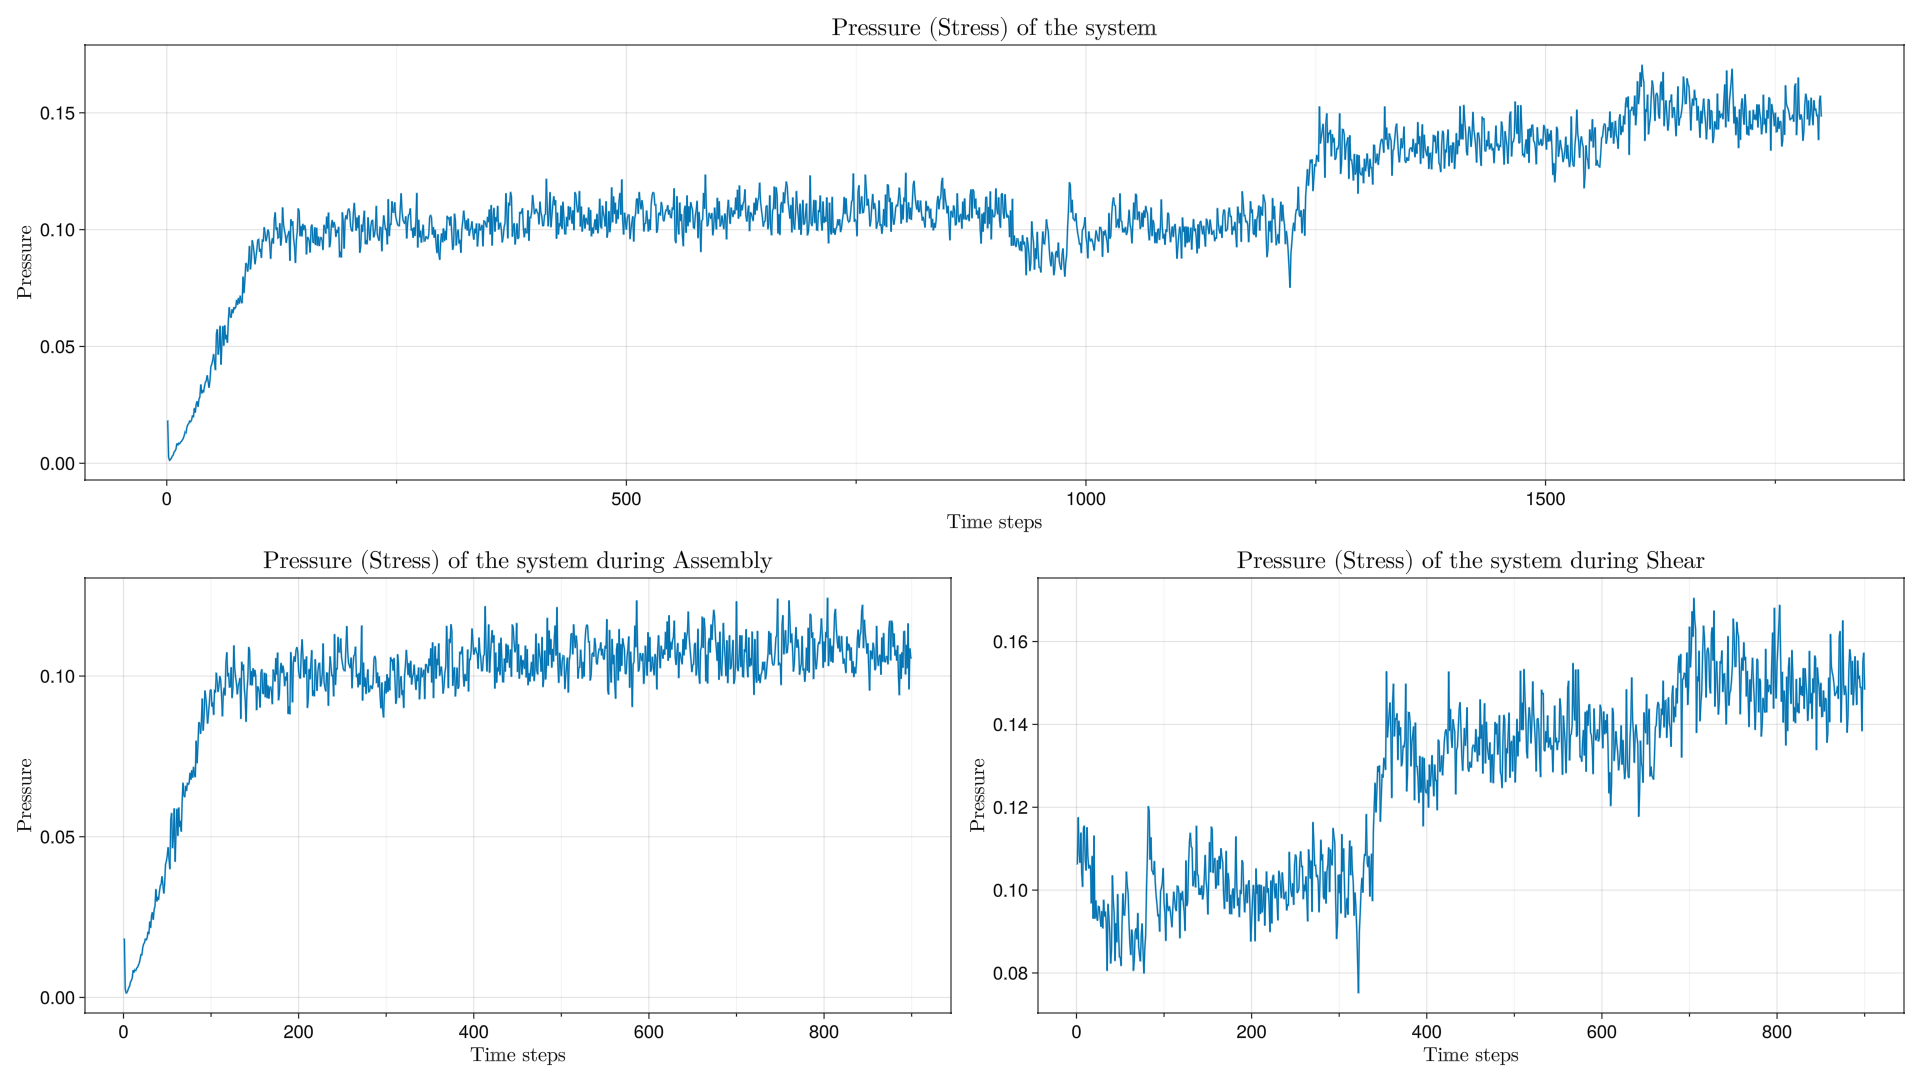 Pressure (Stress) of the system
Pressure
0.15
0.10
0.05
0.00
0 500 1000 1500
Time steps
Pressure (Stress) of the system during Assembly
Pressure
0.10
0.05
0.00
0 200 400 600 800
Time steps
Pressure (Stress) of the system during Shear
Pressure
0.16
0.14
0.12
0.10
0.08
0 200 400 600 800
Time steps